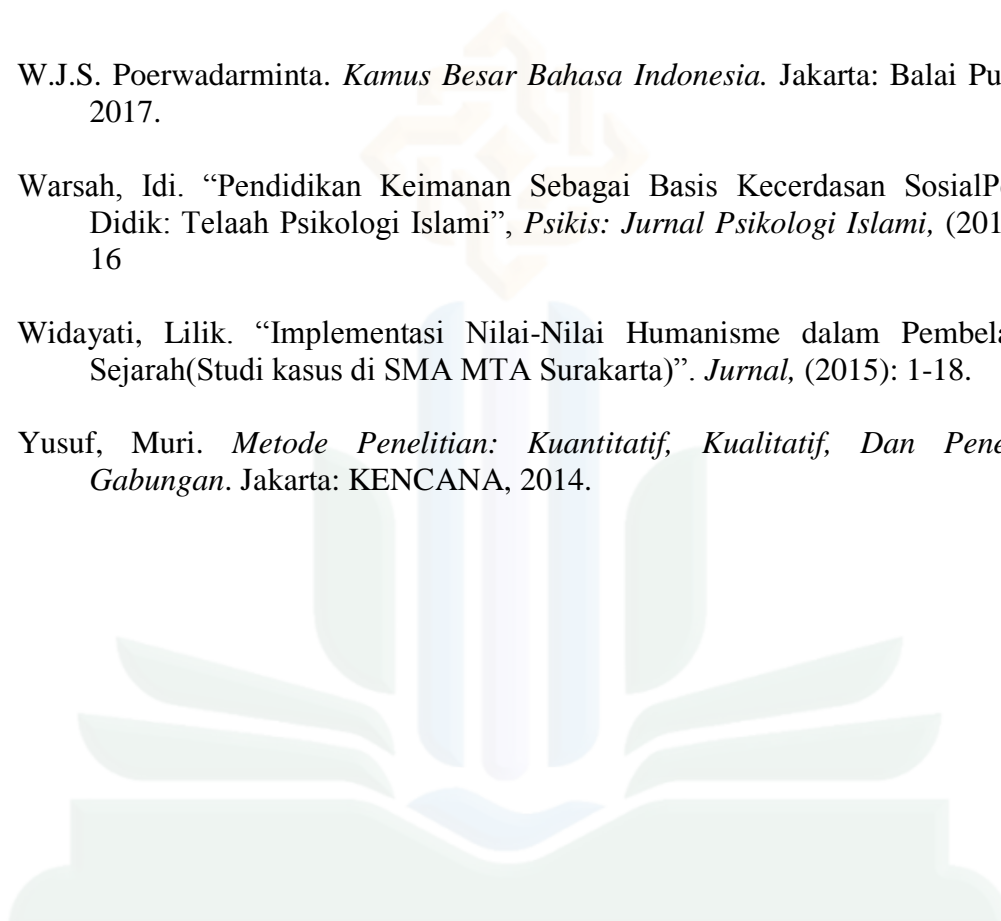 W.J.S. Poerwadarminta. Kamus Besar Bahasa Indonesia. Jakarta: Balai Pu
2017.
Warsah, Idi. “Pendidikan Keimanan Sebagai Basis Kecerdasan SosialP
Didik: Telaah Psikologi Islami”, Psikis: Jurnal Psikologi Islami, (201
16
Widayati, Lilik. “Implementasi Nilai-Nilai Humanisme dalam Pembel
Sejarah(Studi kasus di SMA MTA Surakarta)”. Jurnal, (2015): 1-18.
Yusuf, Muri. Metode Penelitian: Kuantitatif, Kualitatif, Dan Pene
Gabungan. Jakarta: KENCANA, 2014.